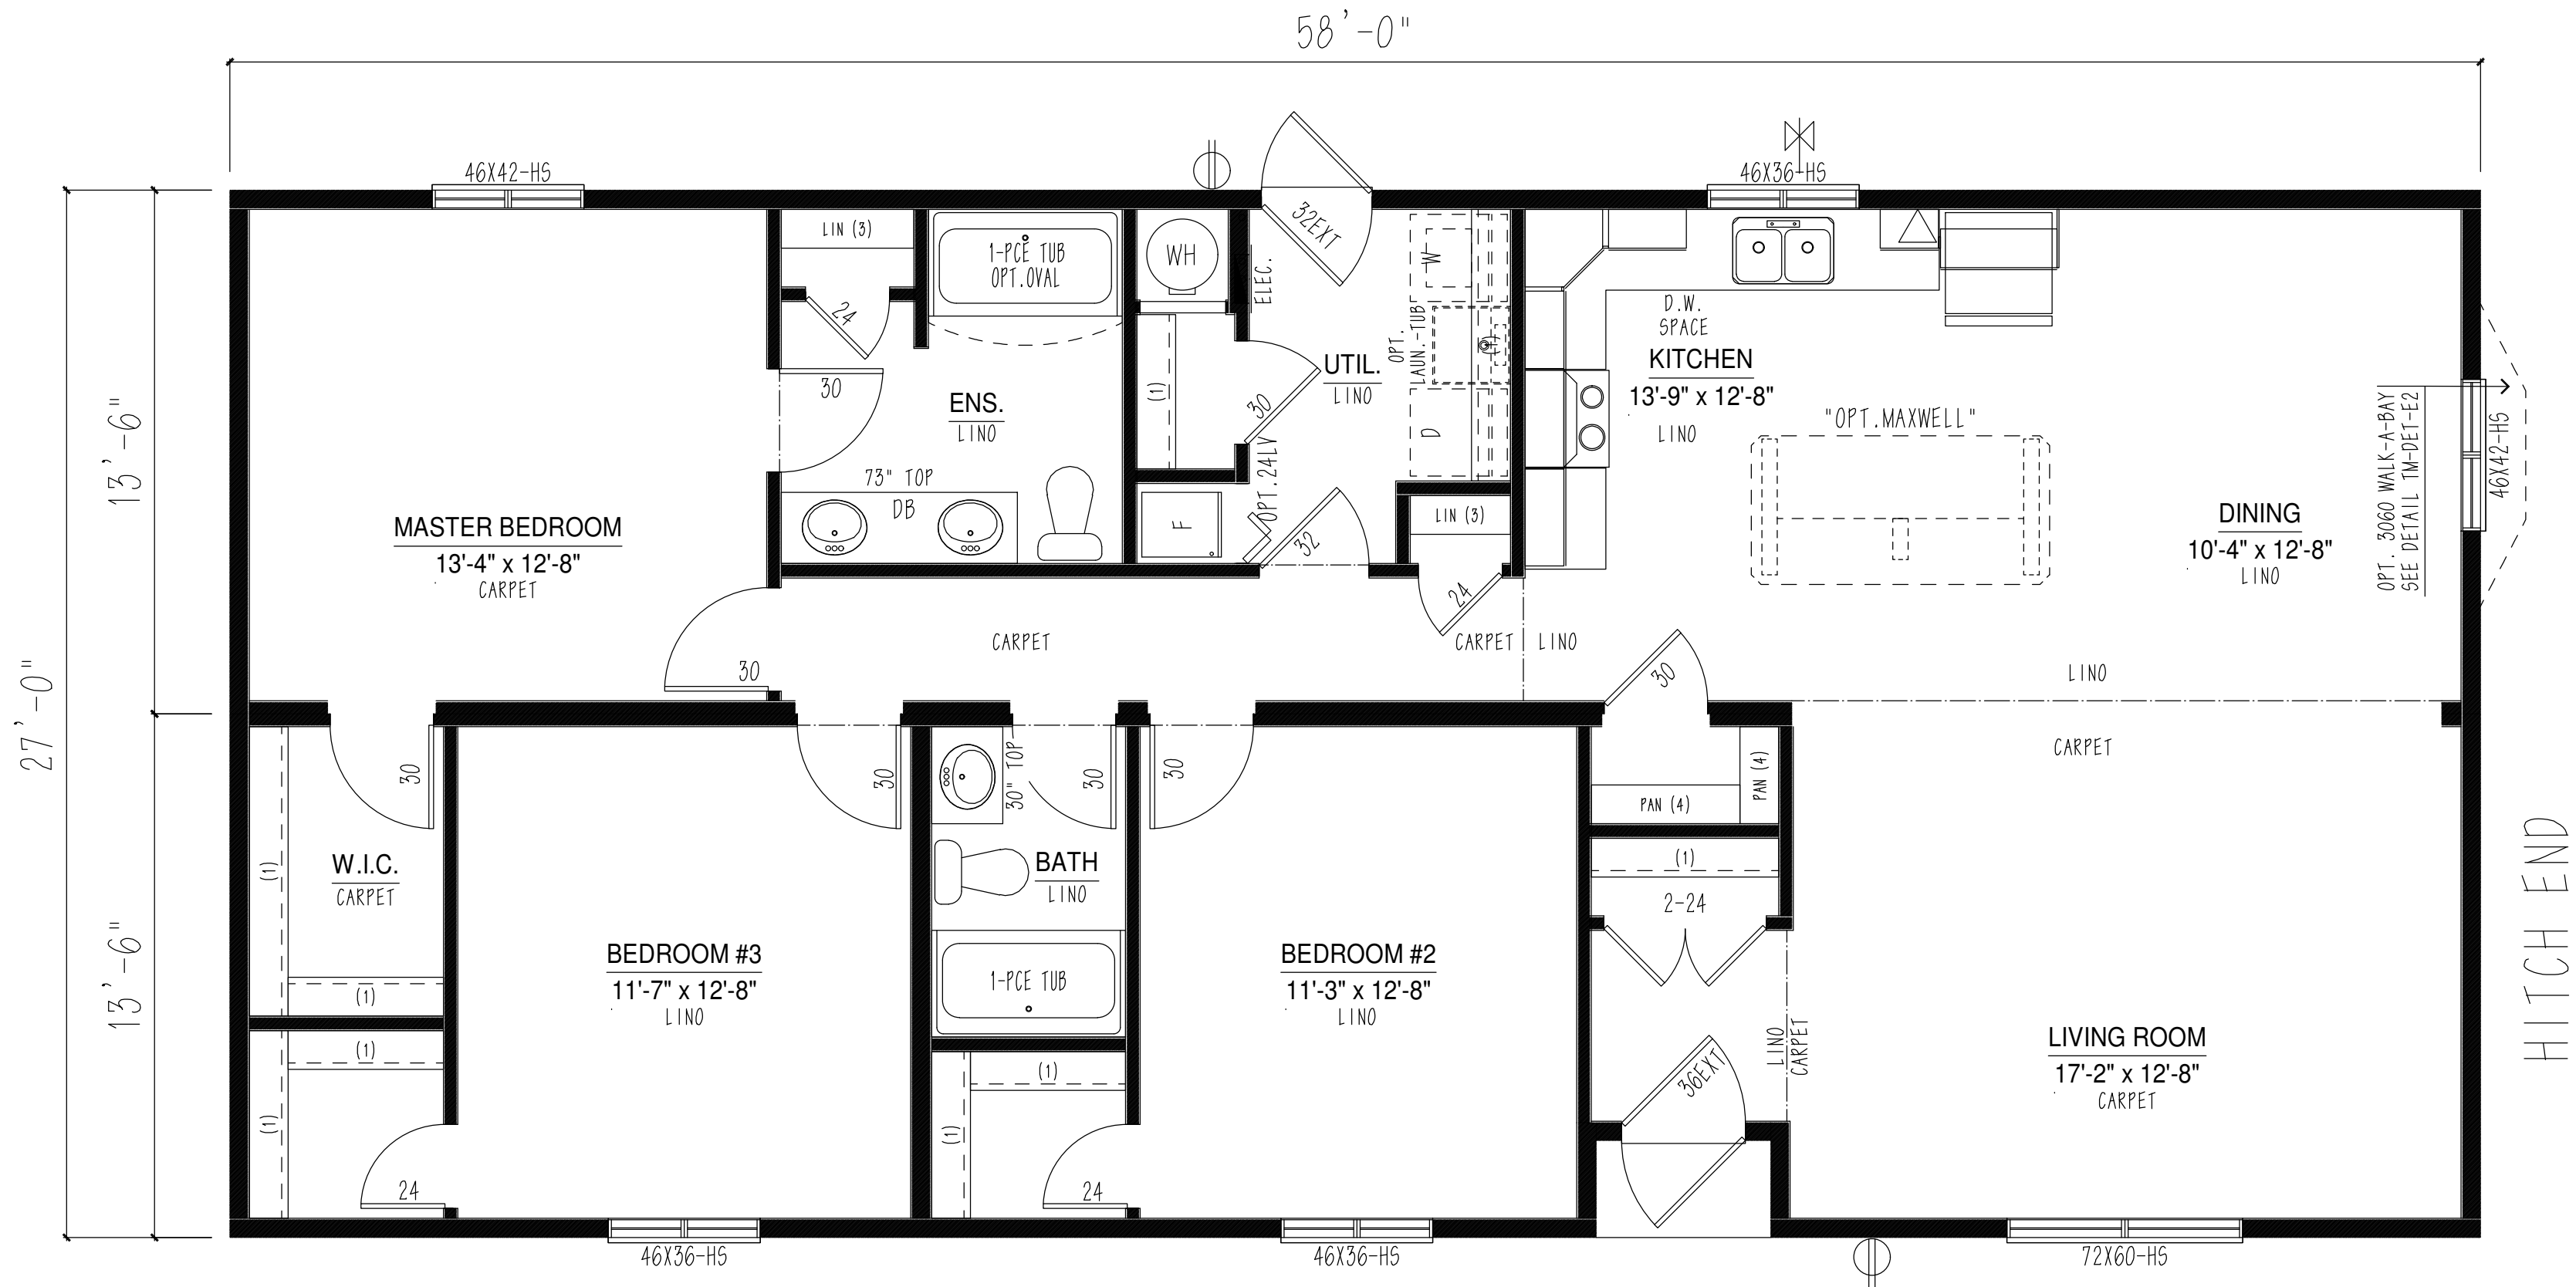 58'-0"
46X42-HS
46X36-HS
LIN (3)
1-PCE TUB
OPT.OVAL
WH
32EXT
ELEC.
W
24
D.W.
SPACE
OPT.
LAUN.-TUB
UTIL.
LINO
KITCHEN
13'-9" x 12'-8"
LINO
30
ENS.
LINO
(1)
30
D
"OPT.MAXWELL"
OPT. 3060 WALK-A-BAY
SEE DETAIL TM-DET-E2
46X42-HS
13'-6"
73" TOP
DB
OPT.24LV
F
32
LIN (3)
MASTER BEDROOM
13'-4" x 12'-8"
CARPET
DINING
10'-4" x 12'-8"
LINO
24
CARPET
CARPET
LINO
30
30
LINO
27'-0"
CARPET
30
30
30" TOP
30
30
PAN (4)
PAN (4)
W.I.C.
CARPET
(1)
BATH
LINO
(1)
2-24
HITCH END
13'-6"
BEDROOM #3
11'-7" x 12'-8"
LINO
1-PCE TUB
BEDROOM #2
11'-3" x 12'-8"
LINO
(1)
(1)
(1)
(1)
(1)
36EXT
LINO
CARPET
LIVING ROOM
17'-2" x 12'-8"
CARPET
24
24
46X36-HS
46X36-HS
72X60-HS